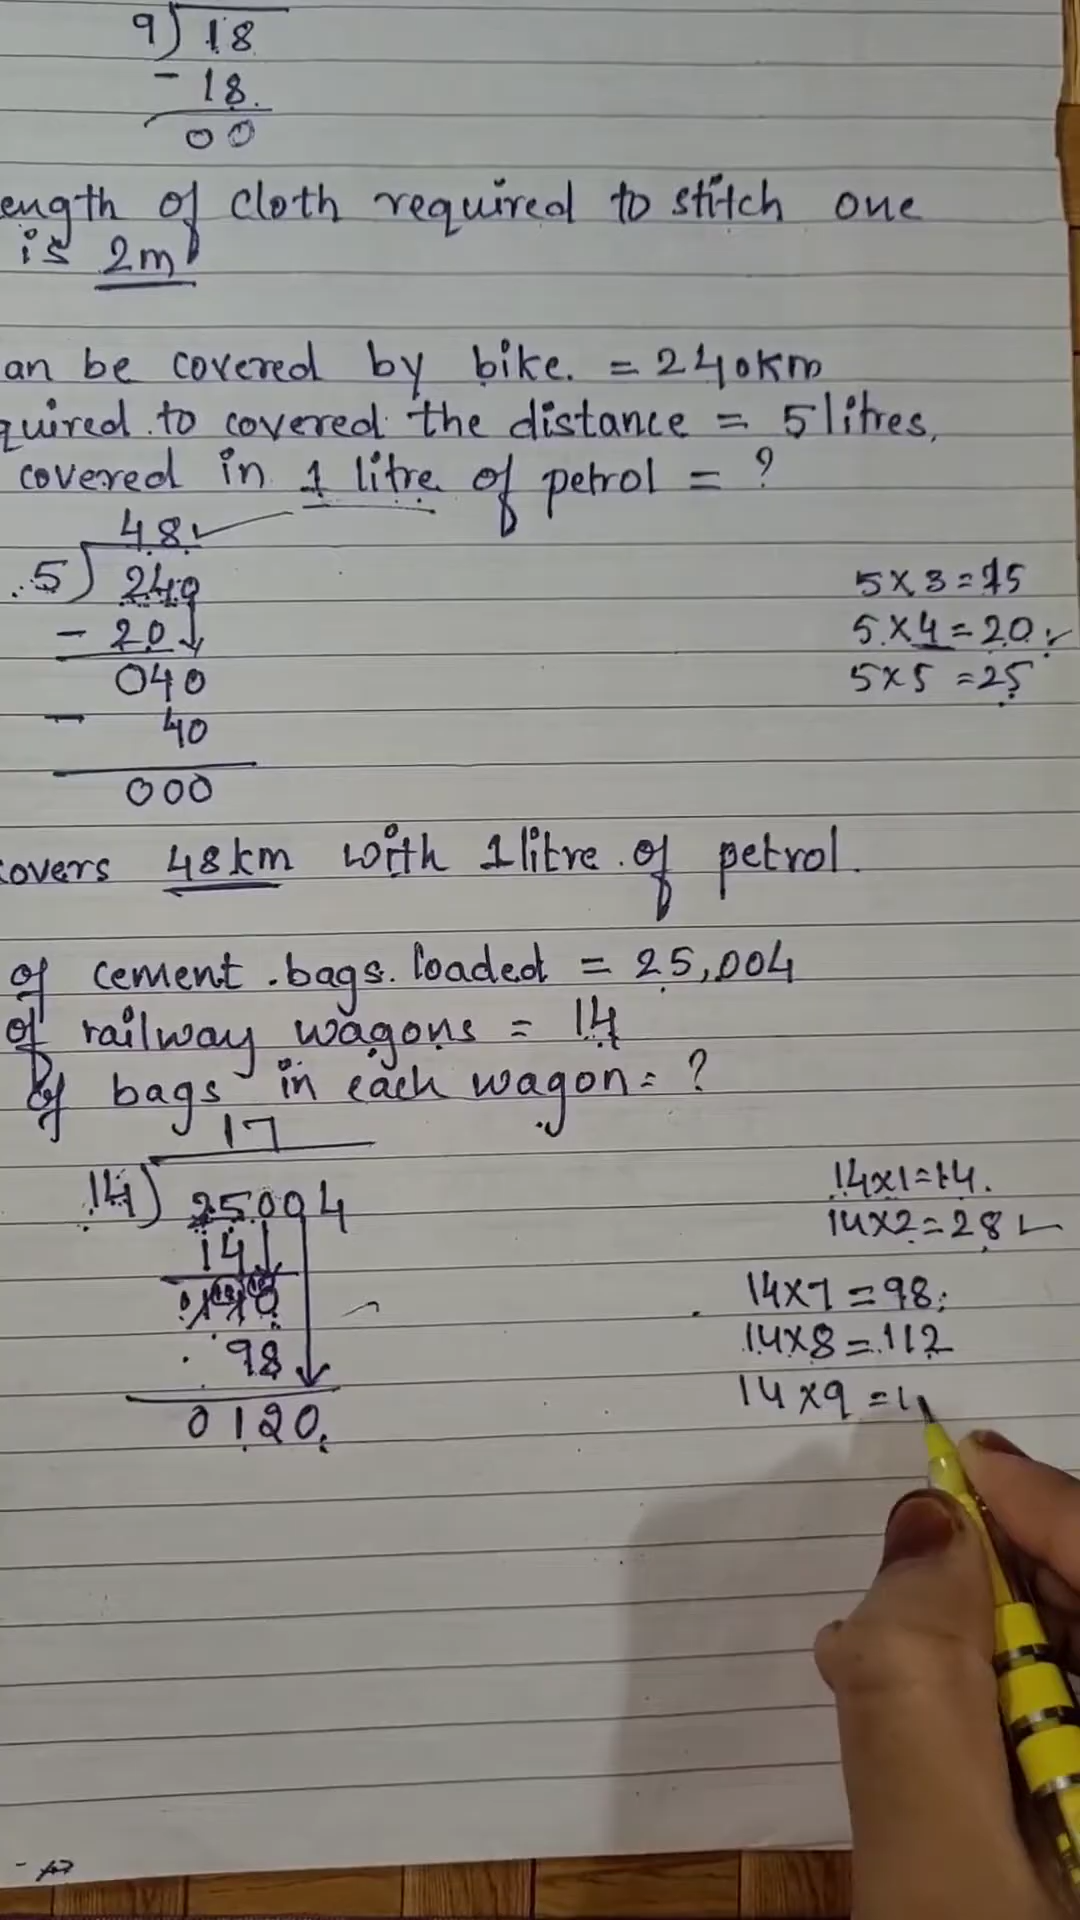 9) 18
- 18.
00
ength of cloth required to stitch one
is 2m
an be covered by bike. = 240km
quired to covered the distance = 5 litres,
covered in 1 litre of petrol = ?
48
5) 240
5x3=15
- 20
5x4=20
040
5x5=25
- 40
000
covers 48km with 1 litre of petrol.
of cement bags loaded = 25,004
of railway wagons = 14
of bags in each wagon = ?
17
14) 25004
14x1=14.
14
14x2=28
110
14x7=98
98
14x8=112
0120
14x9=1